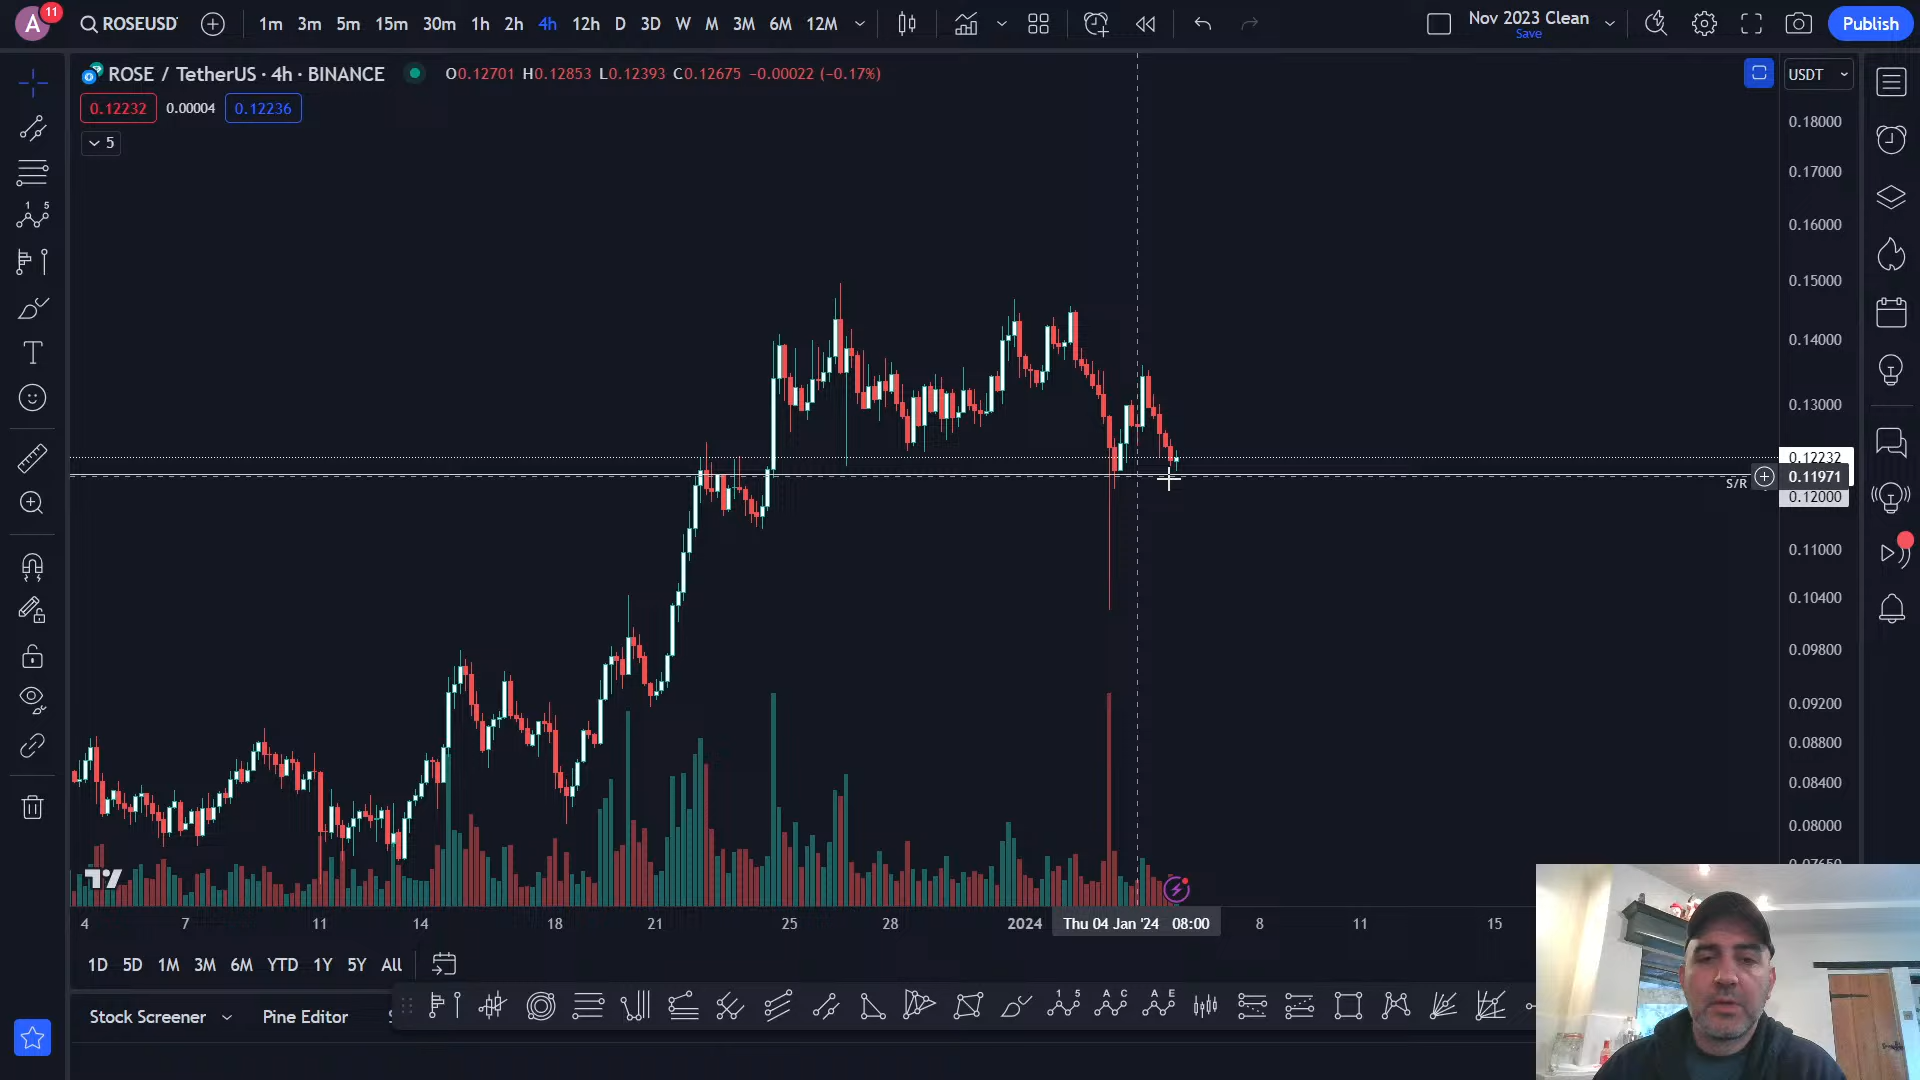 A
11
ROSEUSDT
1m 3m 5m 15m 30m 1h 2h 4h 12h D 3D W M 3M 6M 12M
Nov 2023 Clean
Save
Publish
ROSE / TetherUS · 4h · BINANCE
O0.12701 H0.12853 L0.12393 C0.12675 −0.00022 (−0.17%)
USDT
0.12232 0.00004 0.12236
5
0.18000
0.17000
0.16000
0.15000
0.14000
0.13000
0.12232
S/R
0.11971
0.12000
0.11000
0.10400
0.09800
0.09200
0.08800
0.08400
0.08000
0.07650
4 7 11 14 18 21 25 28 2024 Thu 04 Jan '24 08:00 8 11 15
1D 5D 1M 3M 6M YTD 1Y 5Y All
Stock Screener Pine Editor